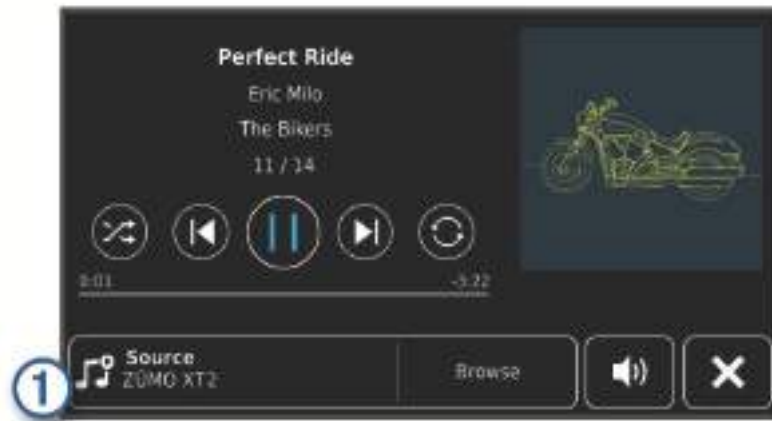 Perfect Ride
Eric Milo
The Bikers
11 / 14
0:01 -3:22
Source
ZŪMO XT2
Browse
1